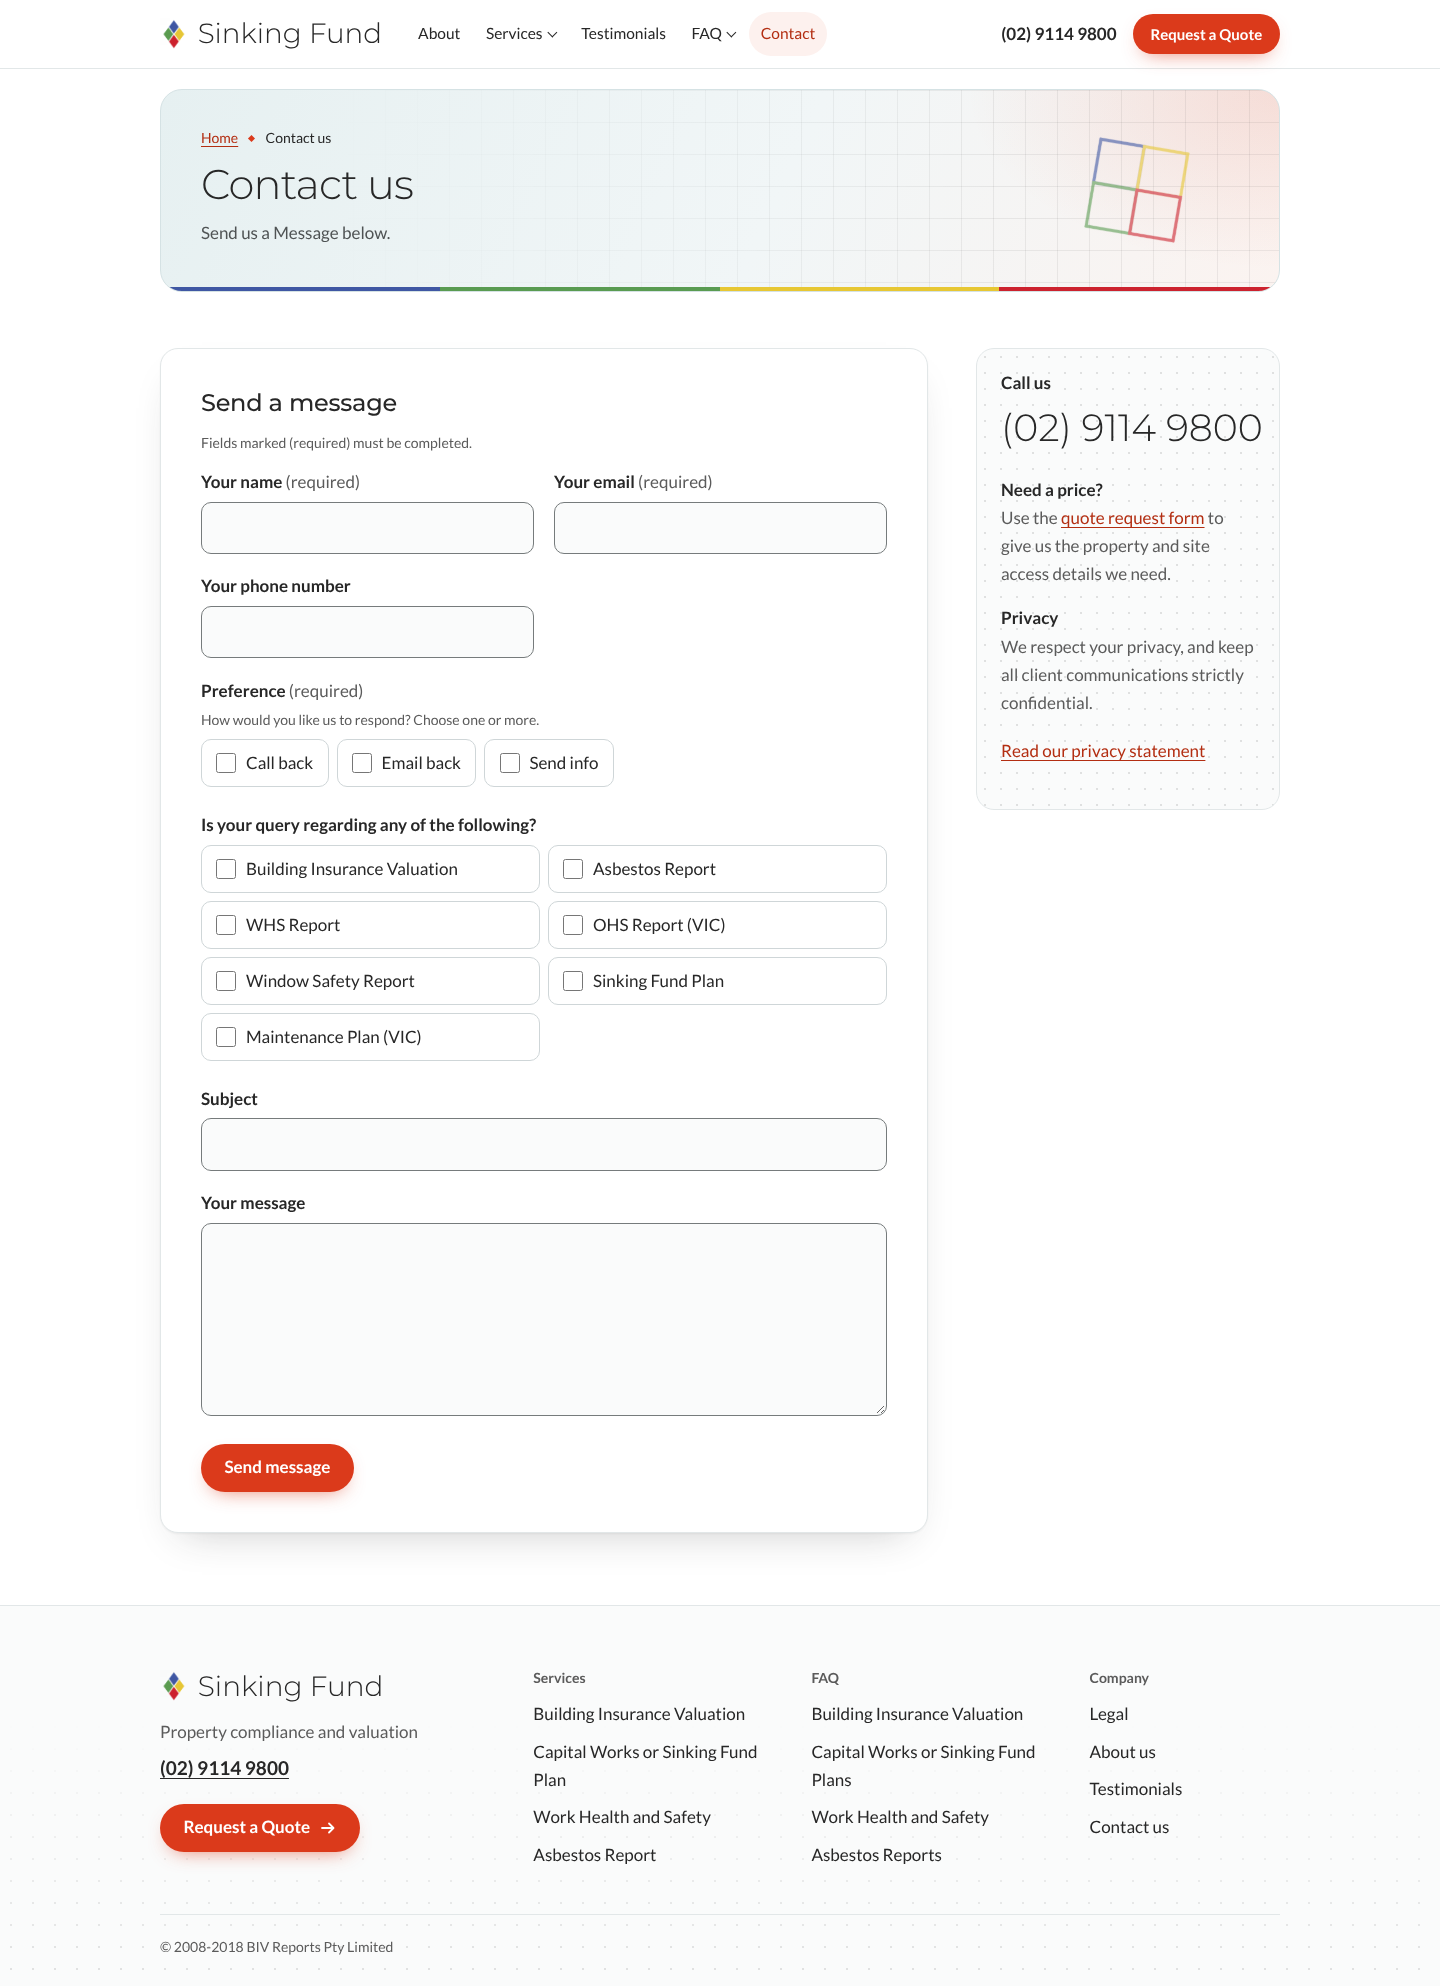 Sinking Fund
About
Services
Testimonials
FAQ
Contact
(02) 9114 9800
Request a Quote
Home
Contact us
Contact us
Send us a Message below.
Send a message
Fields marked (required) must be completed.
Your name (required)
Your email (required)
Your phone number
Preference (required)
How would you like us to respond? Choose one or more.
Call back
Email back
Send info
Is your query regarding any of the following?
Building Insurance Valuation
Asbestos Report
WHS Report
OHS Report (VIC)
Window Safety Report
Sinking Fund Plan
Maintenance Plan (VIC)
Subject
Your message
Send message
Call us
(02) 9114 9800
Need a price?
Use the quote request form to
give us the property and site
access details we need.
Privacy
We respect your privacy, and keep
all client communications strictly
confidential.
Read our privacy statement
Sinking Fund
Property compliance and valuation
(02) 9114 9800
Request a Quote
Services
Building Insurance Valuation
Capital Works or Sinking Fund
Plan
Work Health and Safety
Asbestos Report
FAQ
Building Insurance Valuation
Capital Works or Sinking Fund
Plans
Work Health and Safety
Asbestos Reports
Company
Legal
About us
Testimonials
Contact us
© 2008-2018 BIV Reports Pty Limited